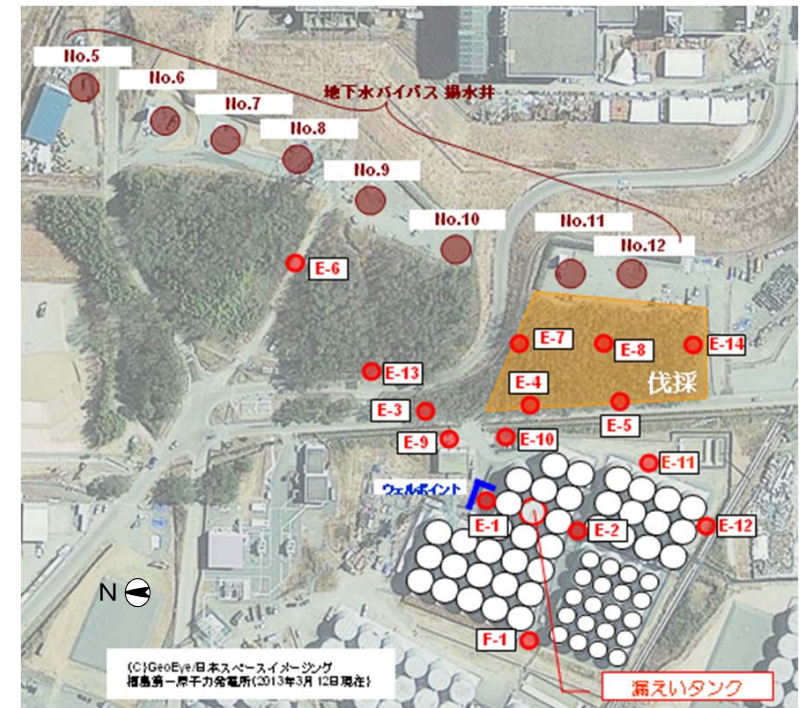 No.5
No.6
No.7
No.8
地下水バイパス 揚水井
No.9
No.10
No.11
No.12
E-6
E-7
E-8
E-14
E-13
伐採
E-4
E-3
E-5
E-9
E-10
E-11
ウェルポイント
E-1
E-2
E-12
N
F-1
(C)GeoEye/日本スペースイメージング
福島第一原子力発電所(2013年3月12日現在)
漏えいタンク